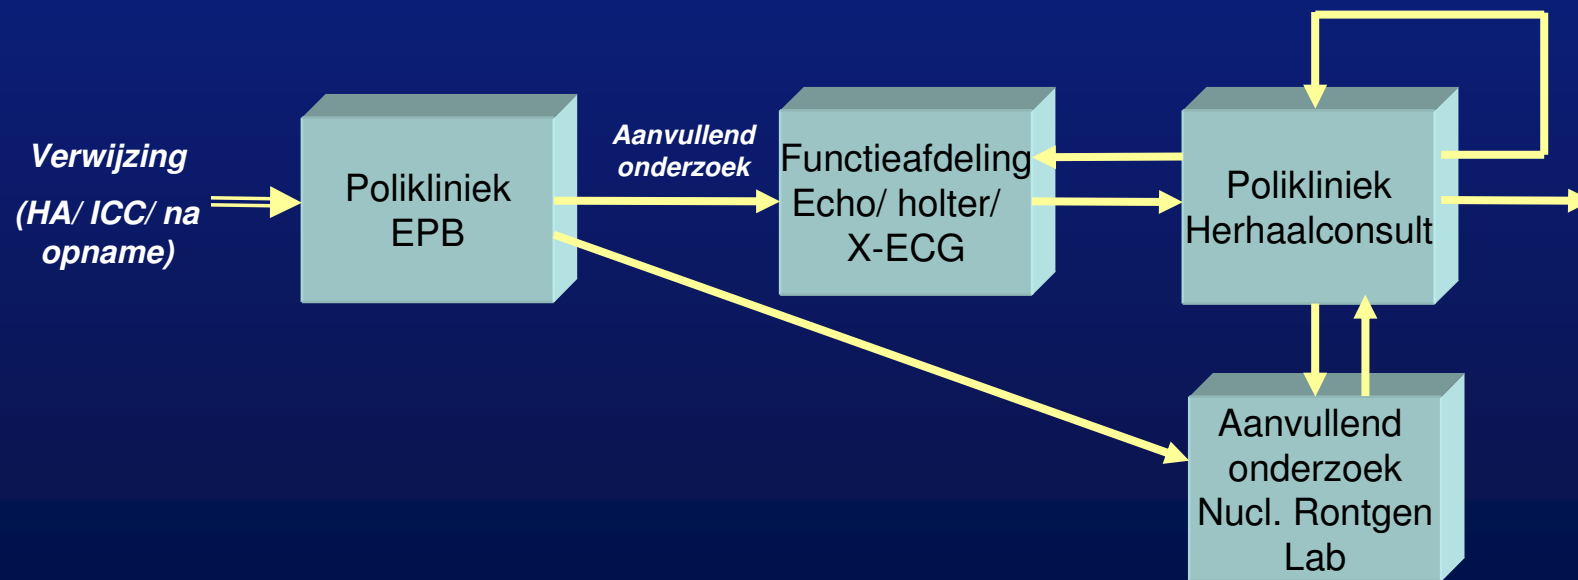 Verwijzing
(HA/ ICC/ na
opname)
Polikliniek
EPB
Aanvullend
onderzoek
Functieafdeling
Echo/ holter/
X-ECG
Polikliniek
Herhaalconsult
Aanvullend
onderzoek
Nucl. Rontgen
Lab